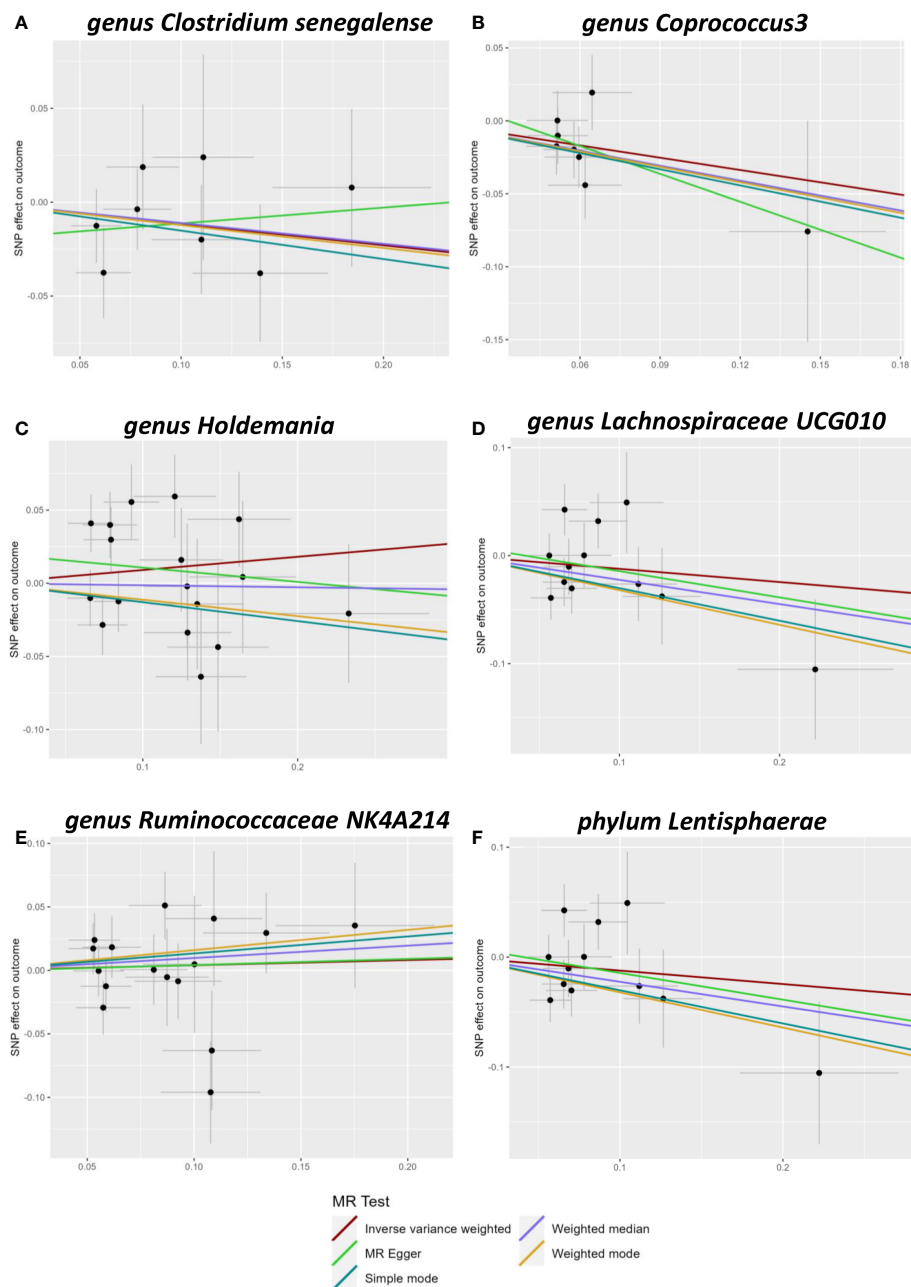 A
genus Clostridium senegalense
SNP effect on outcome
0.05
0.00
-0.05
0.05
0.10
0.15
0.20
B
genus Coprococcus3
SNP effect on outcome
0.05
0.00
-0.05
-0.10
-0.15
0.06
0.09
0.12
0.15
0.18
C
genus Holdemania
SNP effect on outcome
0.05
0.00
-0.05
-0.10
0.1
0.2
D
genus Lachnospiraceae UCG010
SNP effect on outcome
0.1
0.0
-0.1
0.1
0.2
E
genus Ruminococcaceae NK4A214
SNP effect on outcome
0.10
0.05
0.00
-0.05
-0.10
0.05
0.10
0.15
0.20
F
phylum Lentisphaerae
SNP effect on outcome
0.1
0.0
-0.1
0.1
0.2
MR Test
Inverse variance weighted
MR Egger
Simple mode
Weighted median
Weighted mode